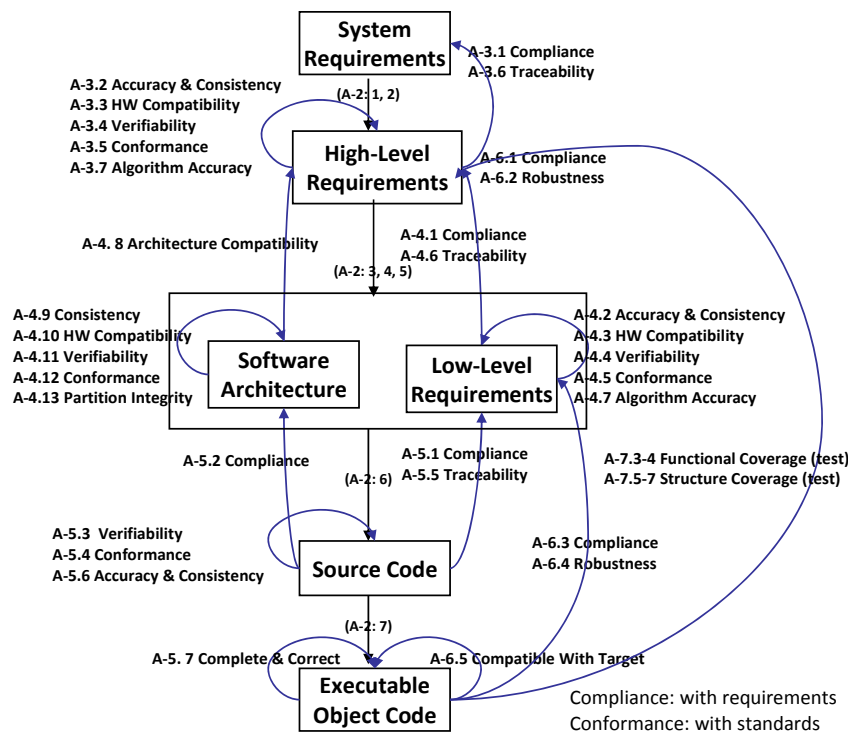 System
Requirements
A-3.1 Compliance
A-3.6 Traceability
A-3.2 Accuracy & Consistency
A-3.3 HW Compatibility
A-3.4 Verifiability
A-3.5 Conformance
A-3.7 Algorithm Accuracy
(A-2: 1, 2)
High-Level
Requirements
A-6.1 Compliance
A-6.2 Robustness
A-4. 8 Architecture Compatibility
A-4.1 Compliance
A-4.6 Traceability
(A-2: 3, 4, 5)
A-4.9 Consistency
A-4.10 HW Compatibility
A-4.11 Verifiability
A-4.12 Conformance
A-4.13 Partition Integrity
Software
Architecture
Low-Level
Requirements
A-4.2 Accuracy & Consistency
A-4.3 HW Compatibility
A-4.4 Verifiability
A-4.5 Conformance
A-4.7 Algorithm Accuracy
A-5.2 Compliance
(A-2: 6)
A-5.1 Compliance
A-5.5 Traceability
A-7.3-4 Functional Coverage (test)
A-7.5-7 Structure Coverage (test)
A-5.3 Verifiability
A-5.4 Conformance
A-5.6 Accuracy & Consistency
Source Code
A-6.3 Compliance
A-6.4 Robustness
(A-2: 7)
A-5. 7 Complete & Correct
A-6.5 Compatible With Target
Executable
Object Code
Compliance: with requirements
Conformance: with standards